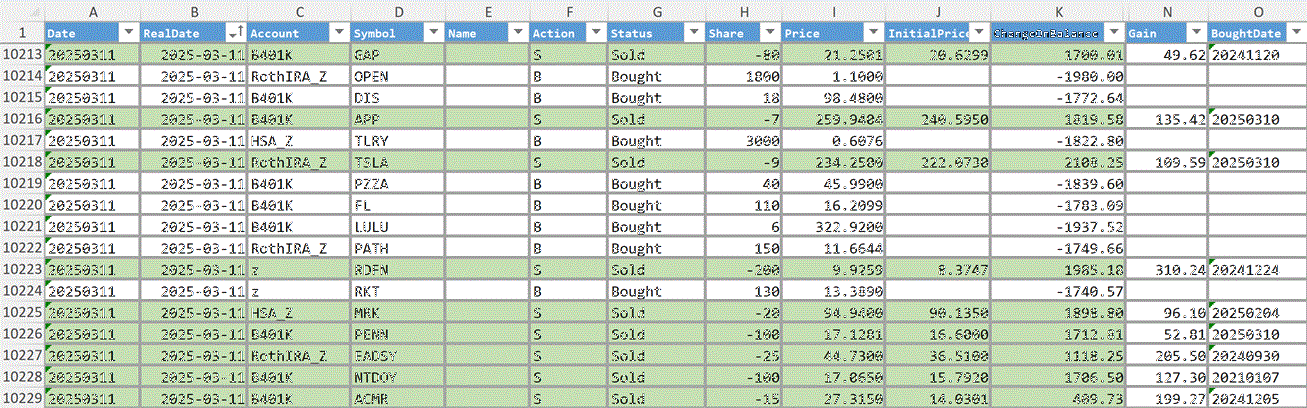 A B C D E F G H I J K N O
1 Date RealDate Account Symbol Name Action Status Share Price InitialPrice ChangeInBalance Gain BoughtDate
10213 20250311 2025-03-11 B401K GAP S Sold -80 21.2501 20.6299 1700.01 49.62 20241120
10214 20250311 2025-03-11 RothIRA_Z OPEN B Bought 1800 1.1000 -1980.00
10215 20250311 2025-03-11 B401K DIS B Bought 18 98.4800 -1772.64
10216 20250311 2025-03-11 B401K APP S Sold -7 259.9404 240.5950 1819.58 135.42 20250310
10217 20250311 2025-03-11 HSA_Z TLRY B Bought 3000 0.6076 -1822.80
10218 20250311 2025-03-11 RothIRA_Z TSLA S Sold -9 234.2500 222.0730 2108.25 109.59 20250310
10219 20250311 2025-03-11 B401K PZZA B Bought 40 45.9900 -1839.60
10220 20250311 2025-03-11 B401K FL B Bought 110 16.2099 -1783.09
10221 20250311 2025-03-11 B401K LULU B Bought 6 322.9200 -1937.52
10222 20250311 2025-03-11 RothIRA_Z PATH B Bought 150 11.6644 -1749.66
10223 20250311 2025-03-11 z RDFN S Sold -200 9.9259 8.3747 1985.18 310.24 20241224
10224 20250311 2025-03-11 z RKT B Bought 130 13.3890 -1740.57
10225 20250311 2025-03-11 HSA_Z MRK S Sold -20 94.9400 90.1350 1898.80 96.10 20250204
10226 20250311 2025-03-11 B401K PENN S Sold -100 17.1281 16.6000 1712.81 52.81 20250310
10227 20250311 2025-03-11 RothIRA_Z EADSY S Sold -25 44.7300 36.5100 1118.25 205.50 20240930
10228 20250311 2025-03-11 B401K NTDOY S Sold -100 17.0650 15.7920 1706.50 127.30 20210107
10229 20250311 2025-03-11 B401K ACMR S Sold -15 27.3150 14.0301 409.73 199.27 20241205